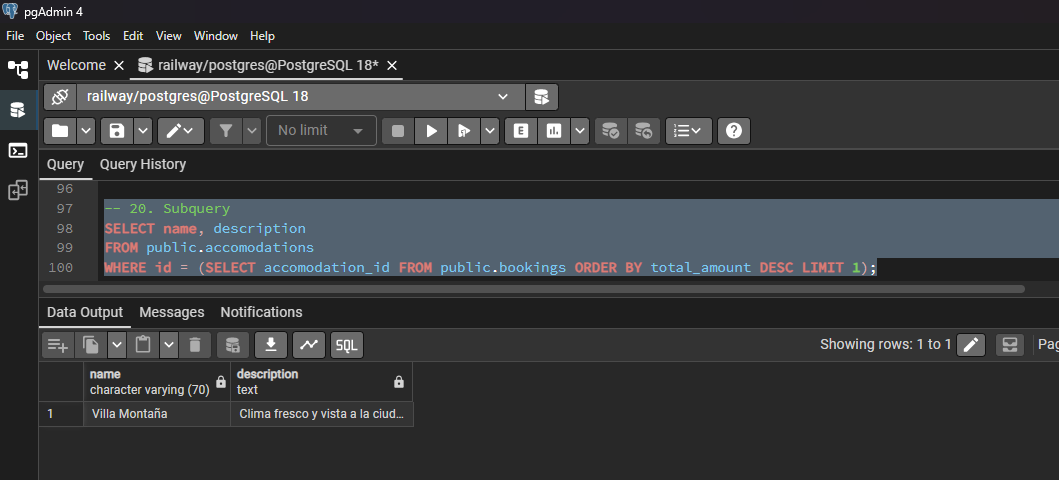 pgAdmin 4
File Object Tools Edit View Window Help
Welcome railway/postgres@PostgreSQL 18*
railway/postgres@PostgreSQL 18
No limit
E
Query Query History
96
97 -- 20. Subquery
98 SELECT name, description
99 FROM public.accomodations
100 WHERE id = (SELECT accomodation_id FROM public.bookings ORDER BY total_amount DESC LIMIT 1);
Data Output Messages Notifications
SQL Showing rows: 1 to 1 Pag
name description
character varying (70) text
1 Villa Montaña Clima fresco y vista a la ciud...